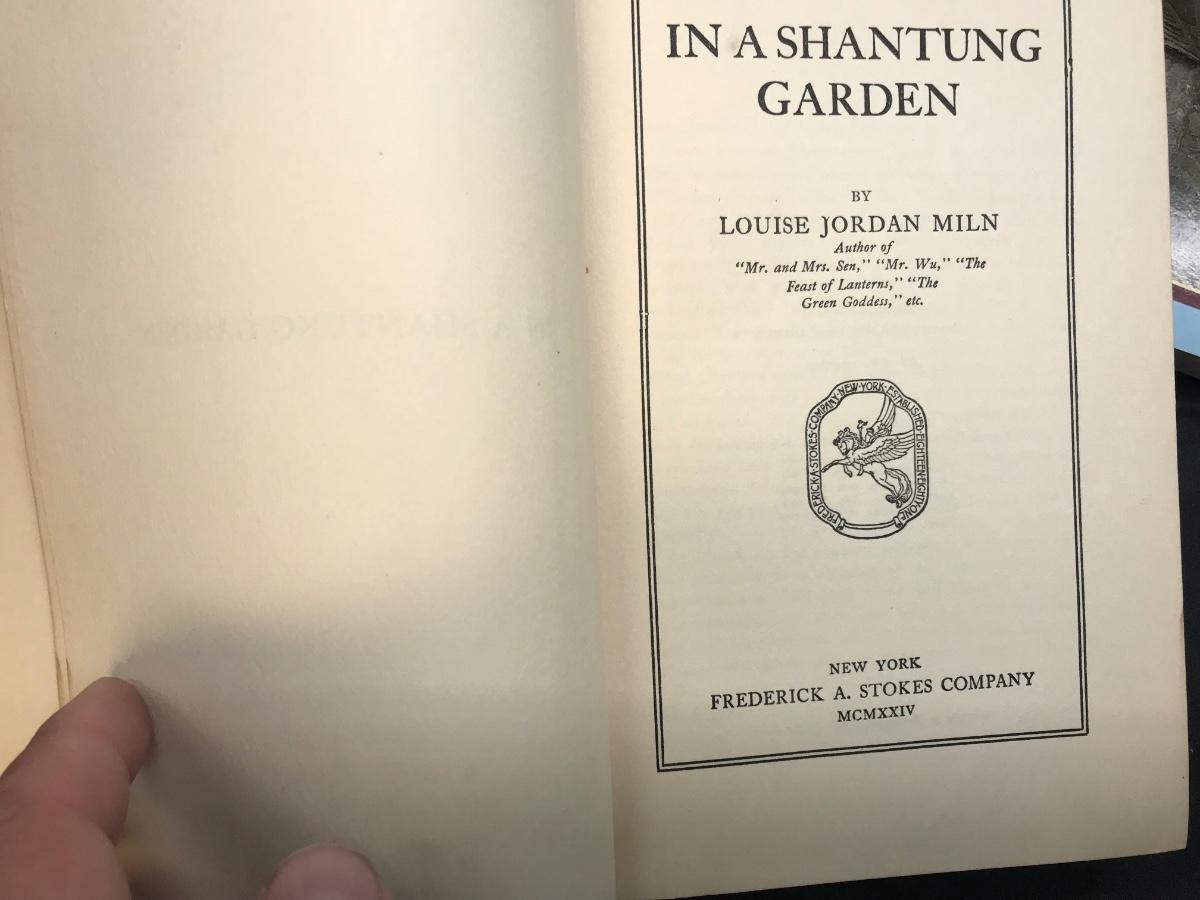 IN A SHANTUNG
GARDEN
BY
LOUISE JORDAN MILN
Author of
"Mr. and Mrs. Sen," "Mr. Wu," "The
Feast of Lanterns," "The
Green Goddess," etc.
FREDERICK·A·STOKES·COMPANY·NEW·YORK·ESTABLISHED·EIGHTEEN·EIGHTY·ONE
NEW YORK
FREDERICK A. STOKES COMPANY
MCMXXIV